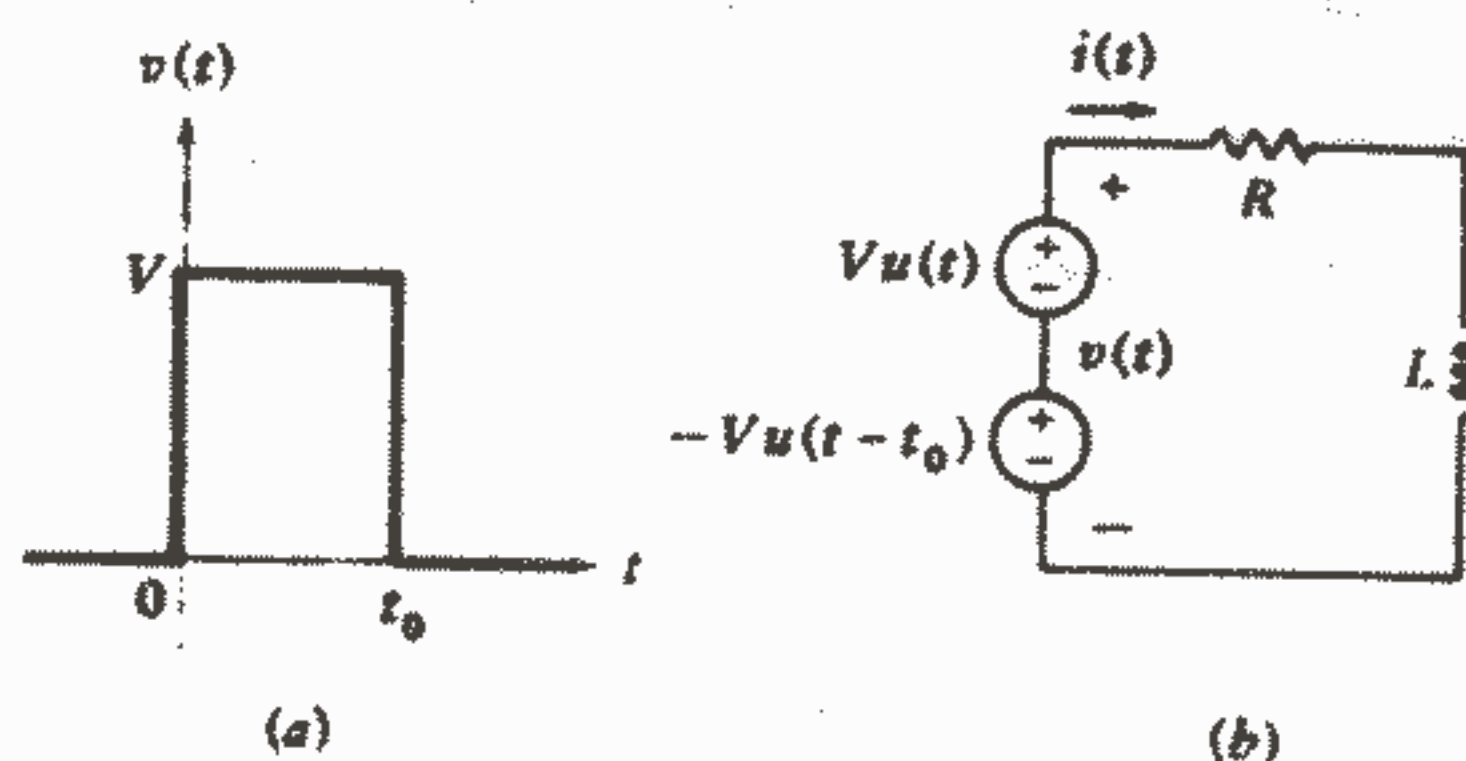 v(t)
V
0
t₀
t
(a)
i(t)
+
R
Vu(t)
+
−
v(t)
L
−Vu(t − t₀)
+
−
−
(b)